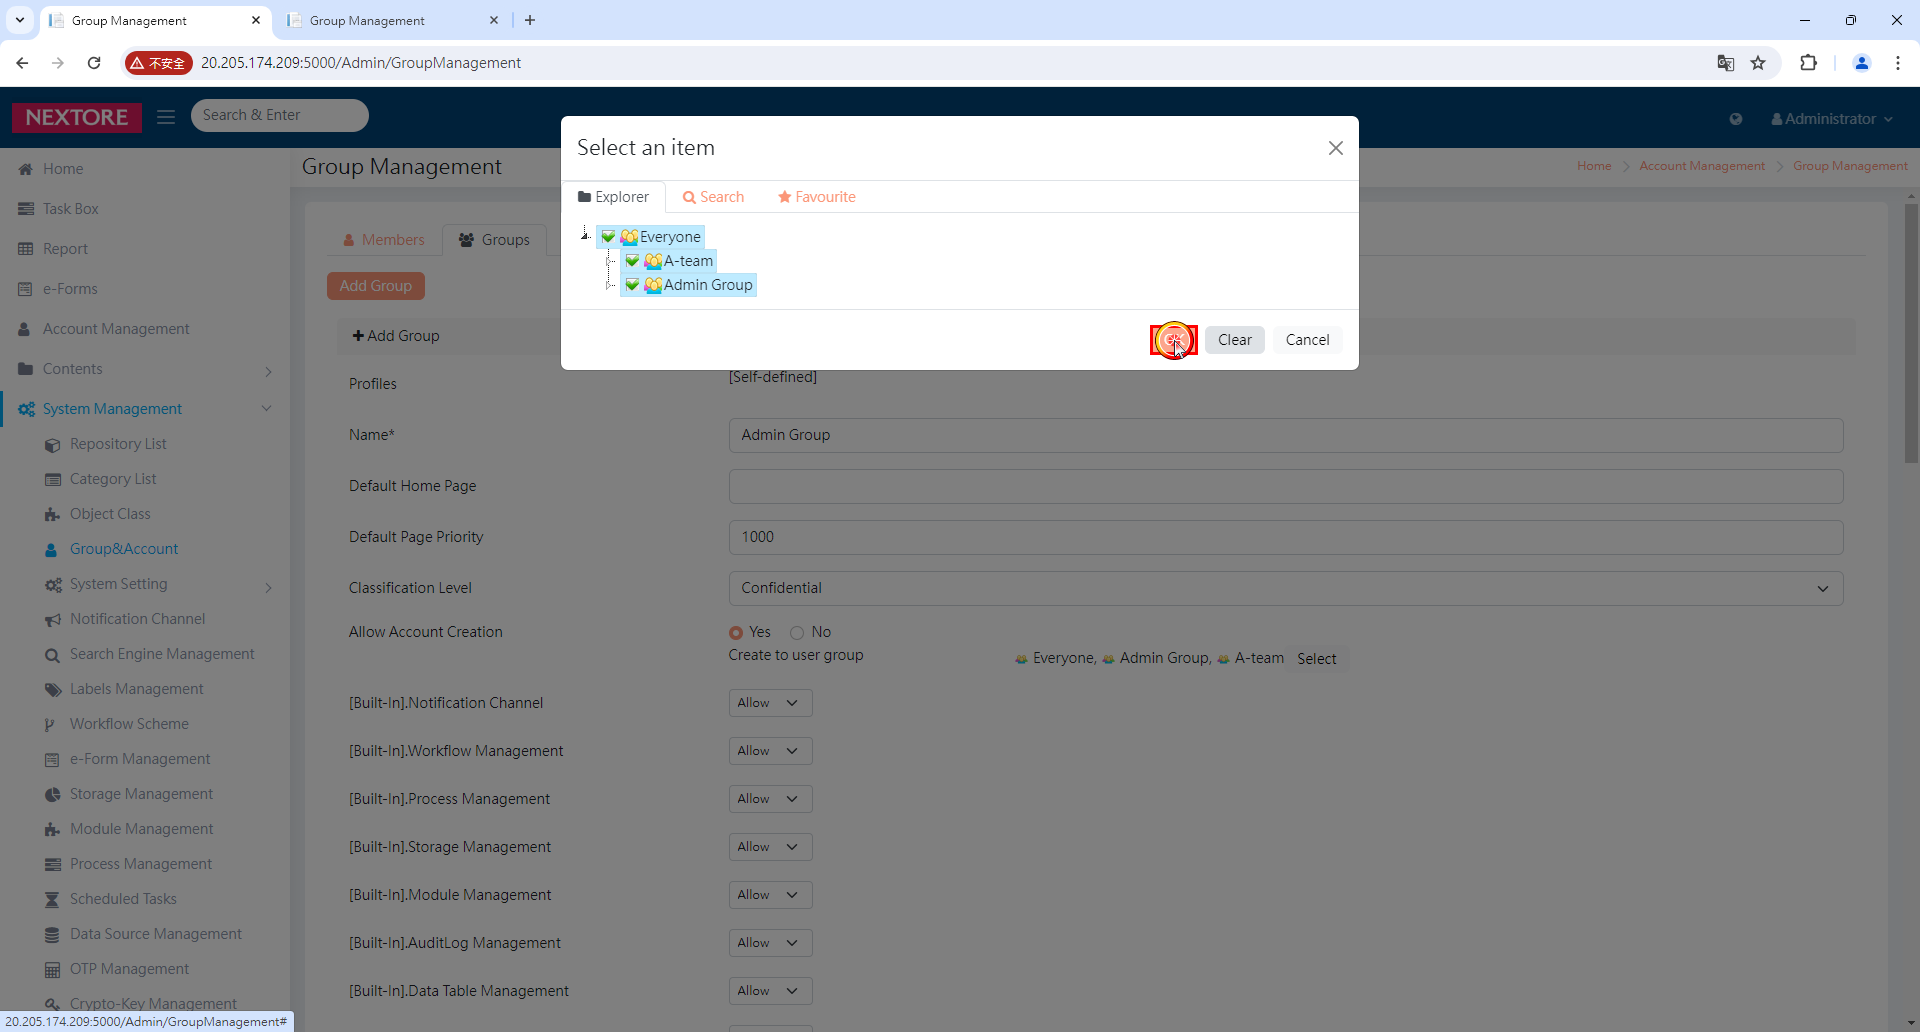 Group Management
Group Management
不安全
20.205.174.209:5000/Admin/GroupManagement
NEXTORE
Search & Enter
Administrator
Home
Task Box
Report
e-Forms
Account Management
Contents
System Management
Repository List
Category List
Object Class
Group&Account
System Setting
Notification Channel
Search Engine Management
Labels Management
Workflow Scheme
e-Form Management
Storage Management
Module Management
Process Management
Scheduled Tasks
Data Source Management
OTP Management
Crypto-Key Management
20.205.174.209:5000/Admin/GroupManagement#
Group Management
Home > Account Management > Group Management
Members Groups
Add Group
Add Group
Select an item
Explorer Search Favourite
Everyone
A-team
Admin Group
Clear Cancel
Profiles [Self-defined]
Name* Admin Group
Default Home Page
Default Page Priority 1000
Classification Level Confidential
Allow Account Creation Yes No
Create to user group Everyone, Admin Group, A-team Select
[Built-In].Notification Channel Allow
[Built-In].Workflow Management Allow
[Built-In].Process Management Allow
[Built-In].Storage Management Allow
[Built-In].Module Management Allow
[Built-In].AuditLog Management Allow
[Built-In].Data Table Management Allow